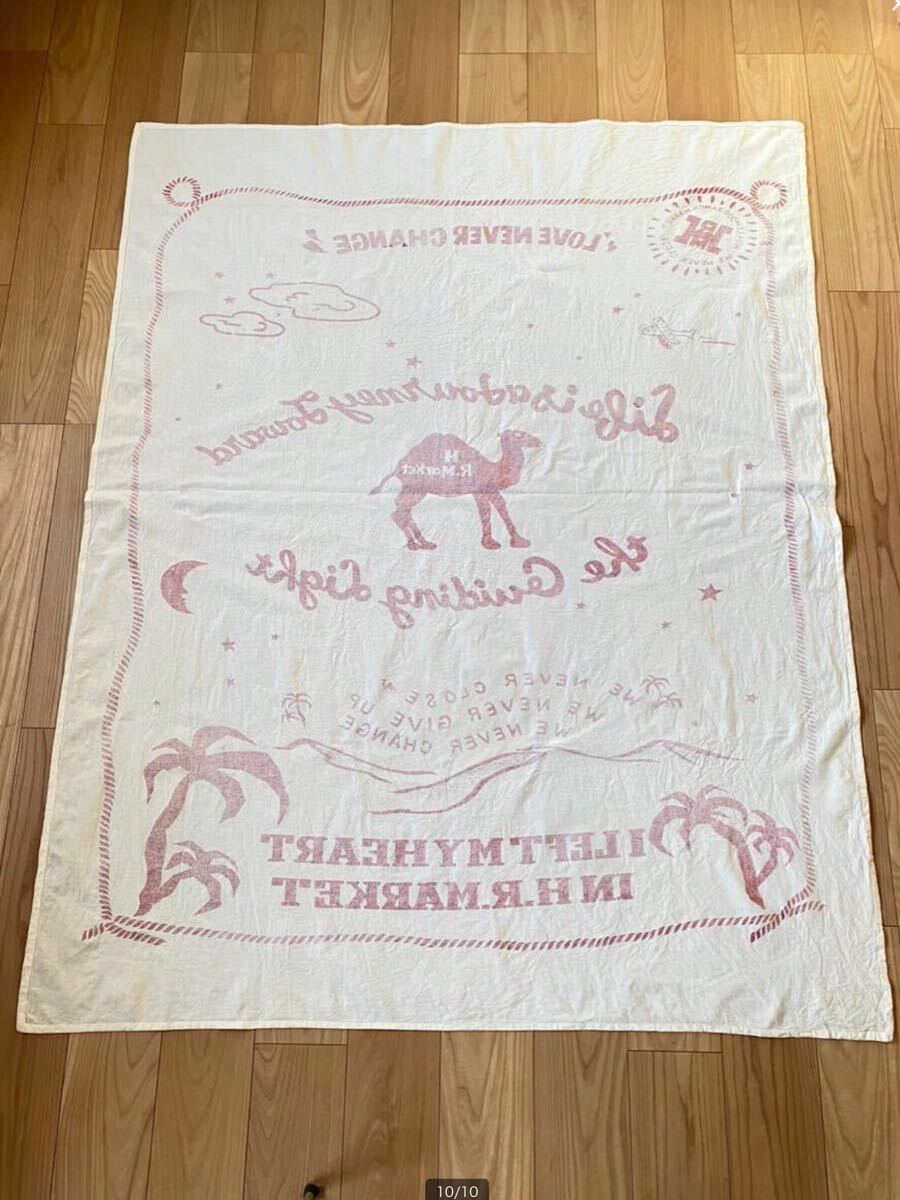 LOVE NEVER CHANGE
Life is a Journey Toward
H
R.Market
the Guiding Light
WE NEVER CLOSE
WE NEVER GIVE UP
WE NEVER CHANGE
I LEFT MY HEART
IN H.R.MARKET
10/10